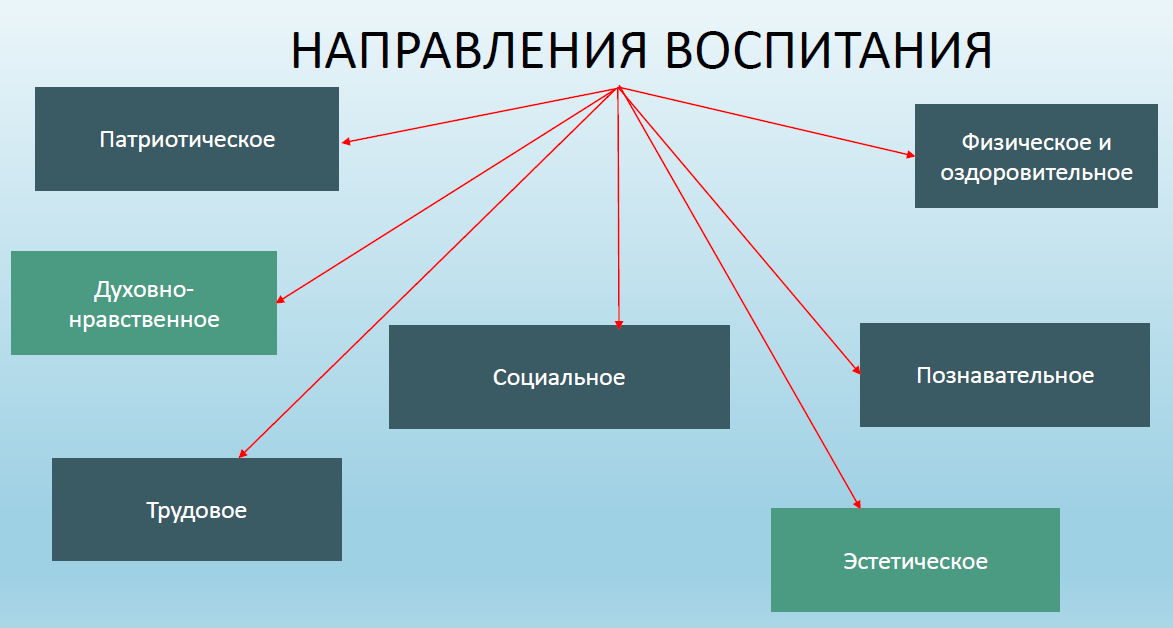 НАПРАВЛЕНИЯ ВОСПИТАНИЯ
Патриотическое
Физическое и
оздоровительное
Духовно-
нравственное
Социальное
Познавательное
Трудовое
Эстетическое